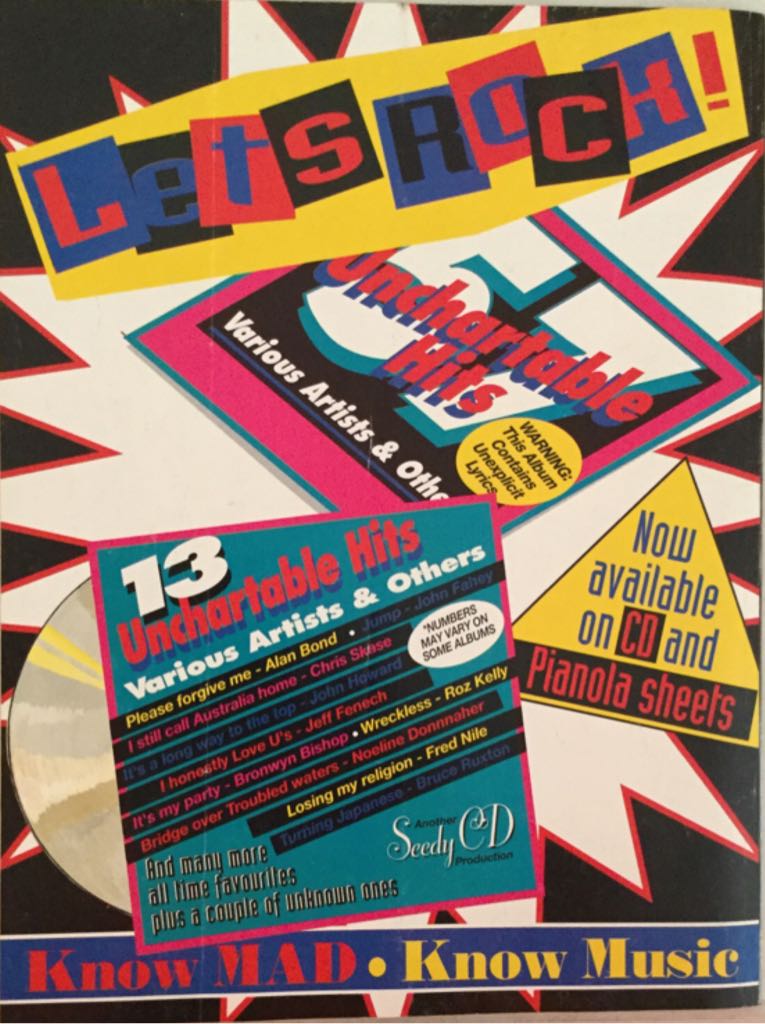 LetS RocK!
57
Unchartable
Hits
Various Artists & Othe
WARNING:
This Album
Contains
Unexplicit
Lyrics
Now
available
on CD and
Pianola sheets
13
Unchartable Hits
Various Artists & Others
Please forgive me - Alan Bond • Jump - John Fahey
*NUMBERS
MAY VARY ON
SOME ALBUMS
I still call Australia home - Chris Skase
It's a long way to the top - John Howard
I honestly Love U's - Jeff Fenech
It's my party - Bronwyn Bishop • Wreckless - Roz Kelly
Bridge over Troubled waters - Noeline Donnnaher
Losing my religion - Fred Nile
Turning Japanese - Bruce Ruxton
And many more
all time favourites
plus a couple of unknown ones
Another
Seedy CD
Production
Know MAD • Know Music